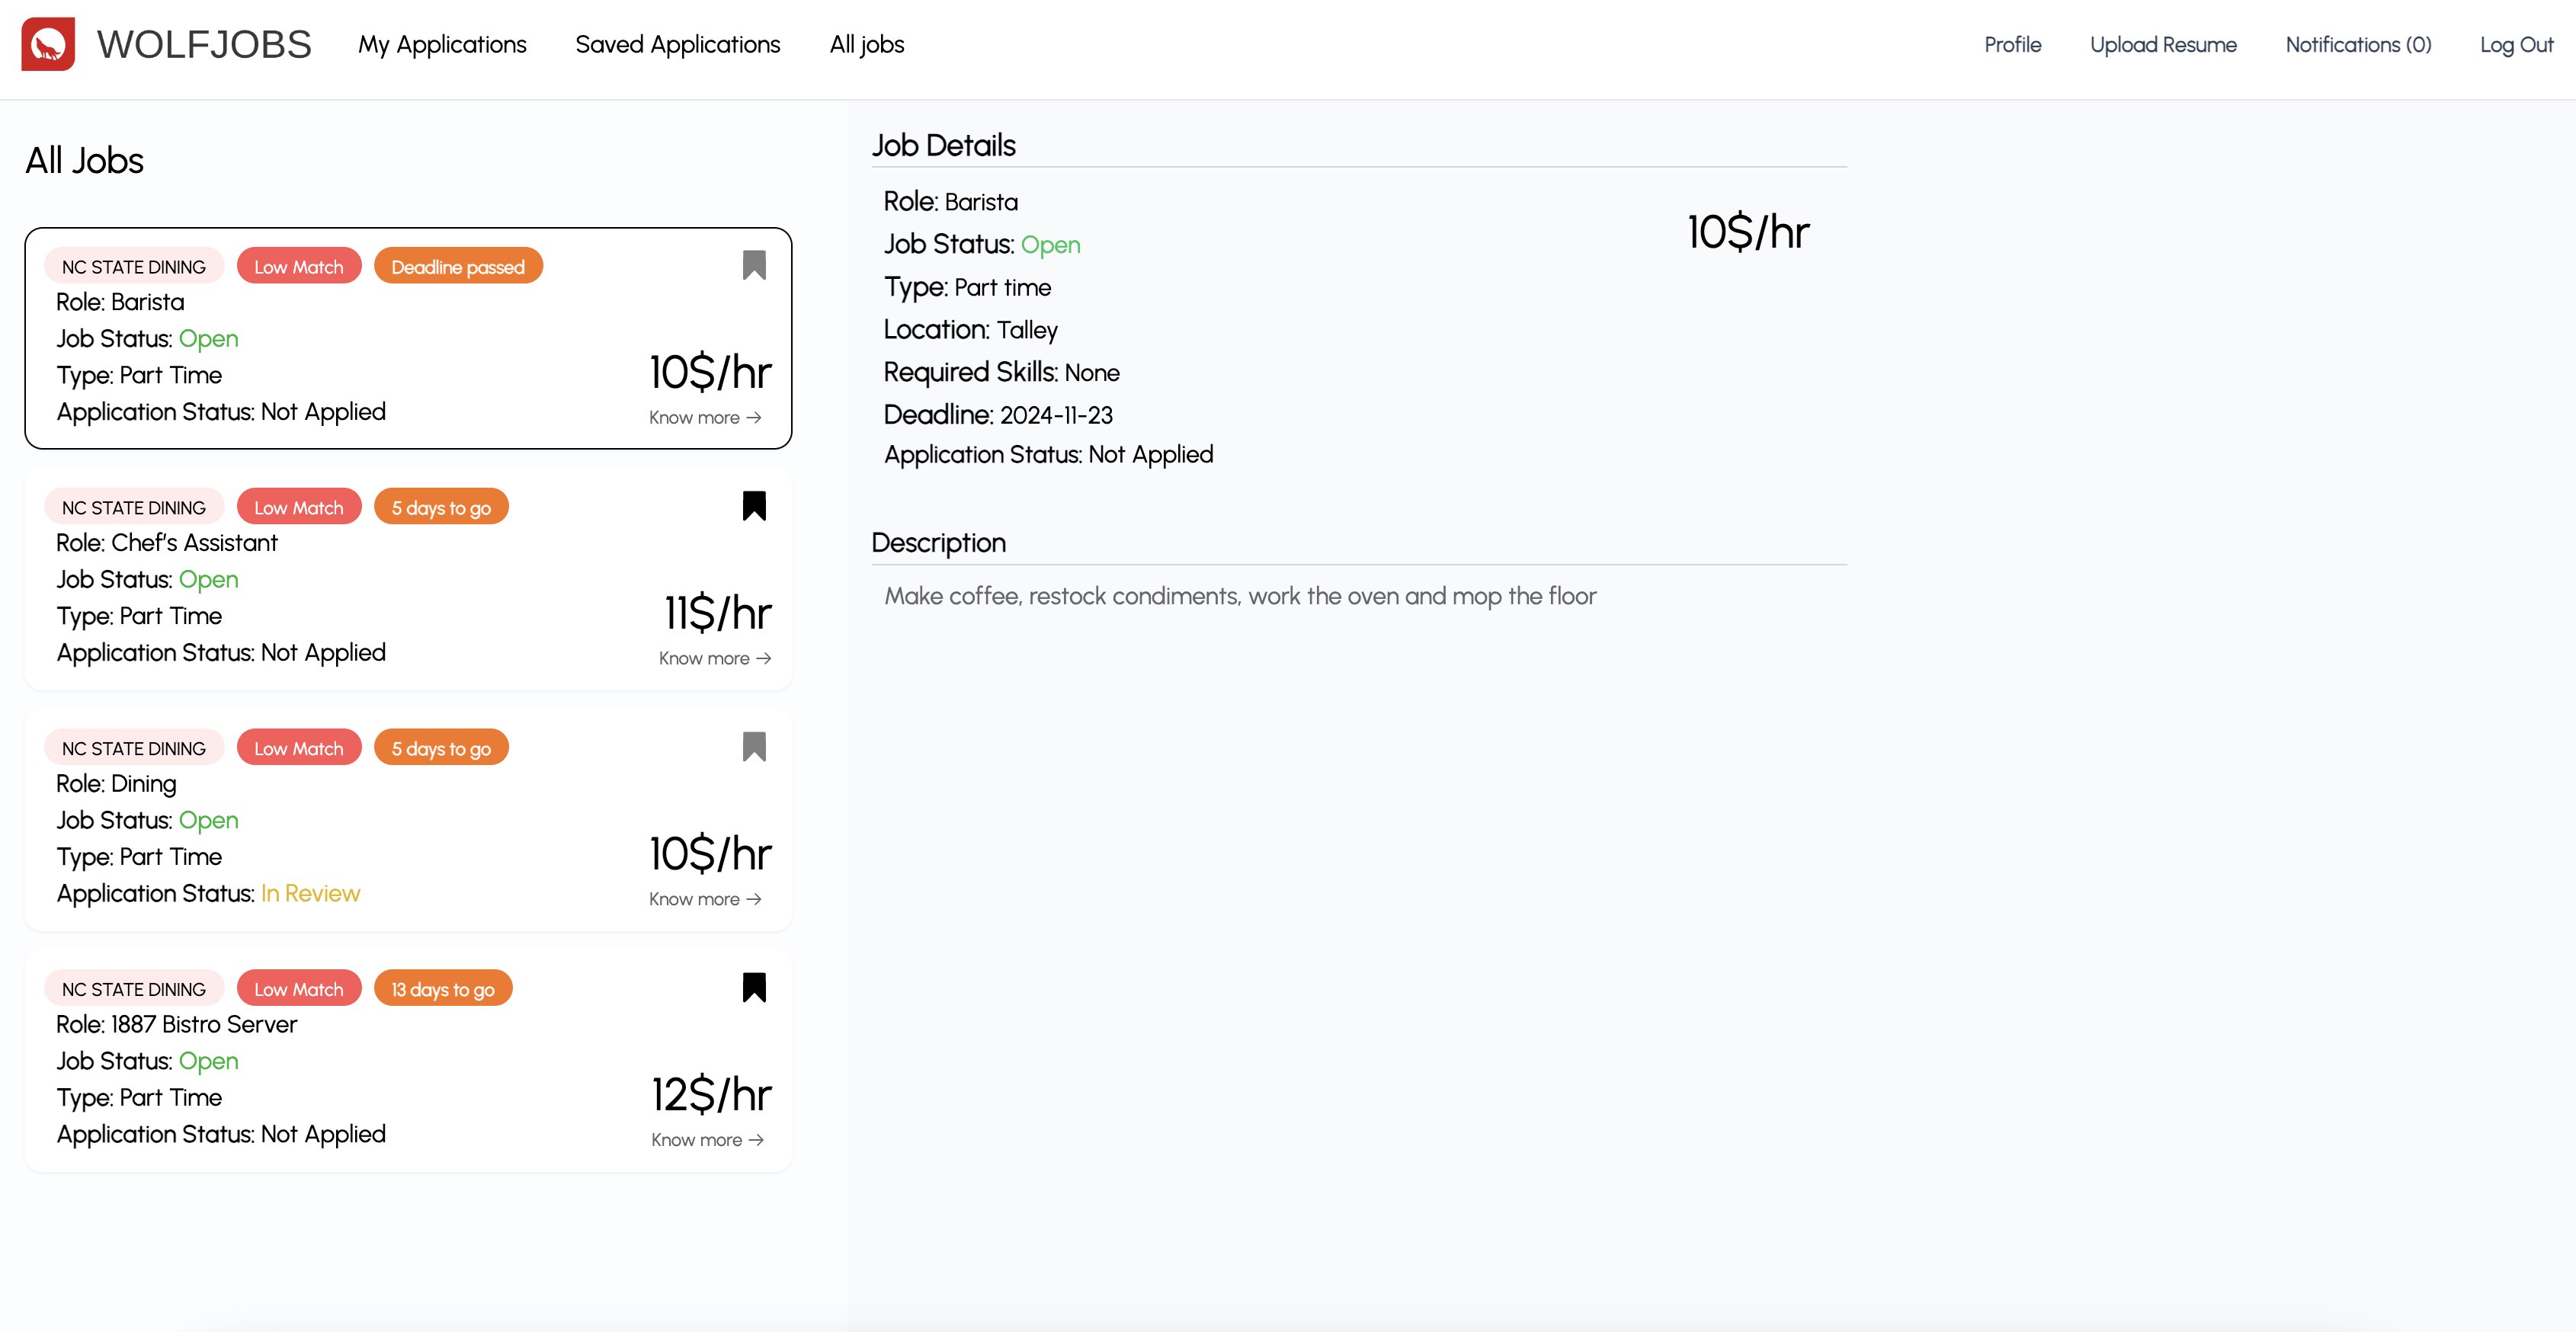 WOLFJOBS My Applications Saved Applications All jobs Profile Upload Resume Notifications (0) Log Out
All Jobs
NC STATE DINING Low Match Deadline passed
Role: Barista
Job Status: Open
Type: Part Time
Application Status: Not Applied
10$/hr
Know more →
NC STATE DINING Low Match 5 days to go
Role: Chef's Assistant
Job Status: Open
Type: Part Time
Application Status: Not Applied
11$/hr
Know more →
NC STATE DINING Low Match 5 days to go
Role: Dining
Job Status: Open
Type: Part Time
Application Status: In Review
10$/hr
Know more →
NC STATE DINING Low Match 13 days to go
Role: 1887 Bistro Server
Job Status: Open
Type: Part Time
Application Status: Not Applied
12$/hr
Know more →
Job Details
Role: Barista
Job Status: Open
Type: Part time
Location: Talley
Required Skills: None
Deadline: 2024-11-23
Application Status: Not Applied
10$/hr
Description
Make coffee, restock condiments, work the oven and mop the floor